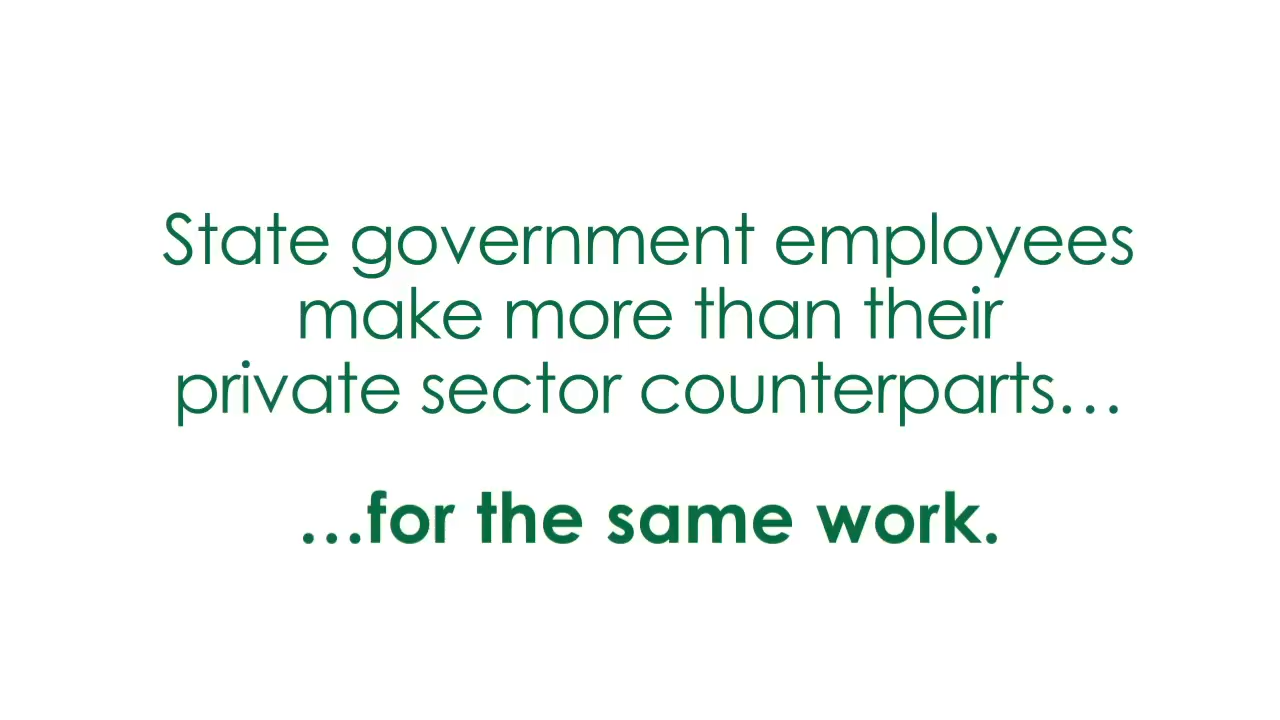 State government employees
make more than their
private sector counterparts…
…for the same work.